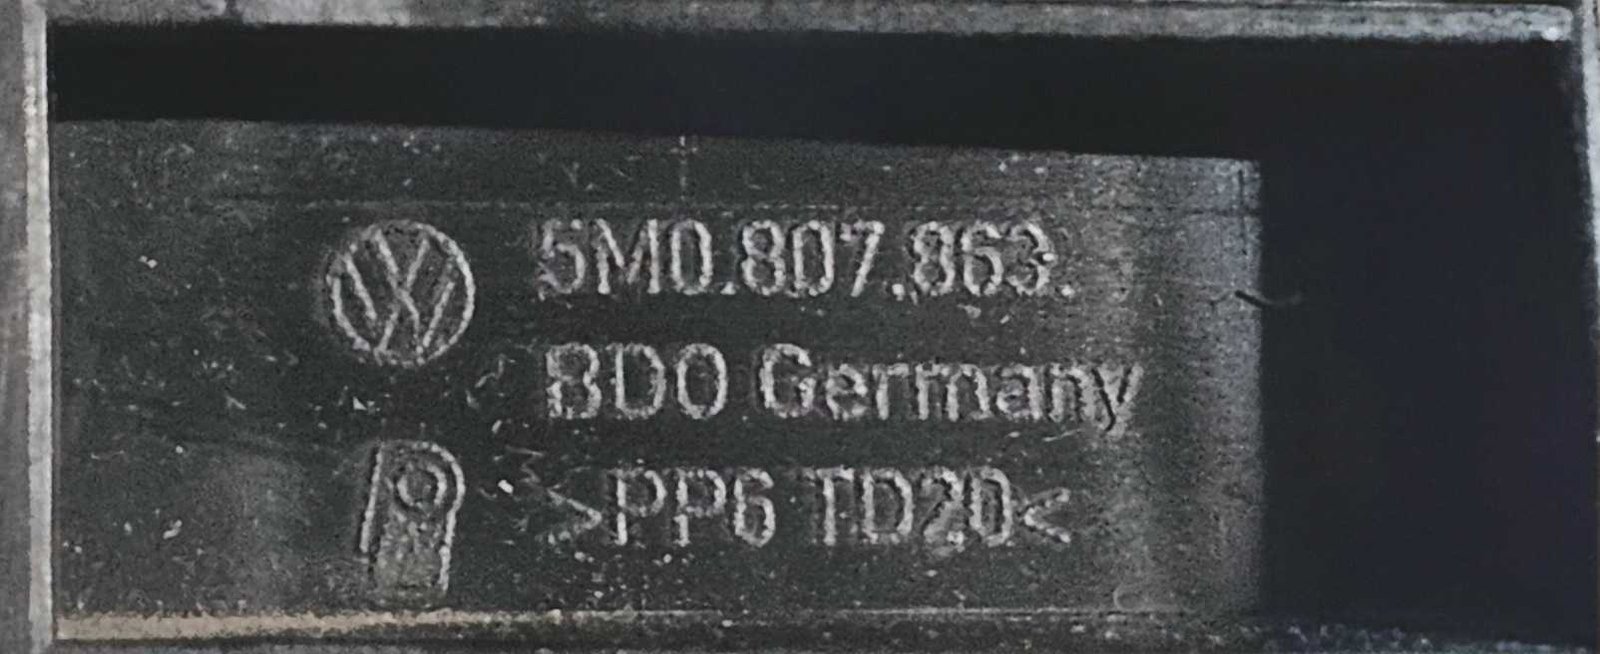 5M0.807.863.
BDO Germany
>PP6 TD20<